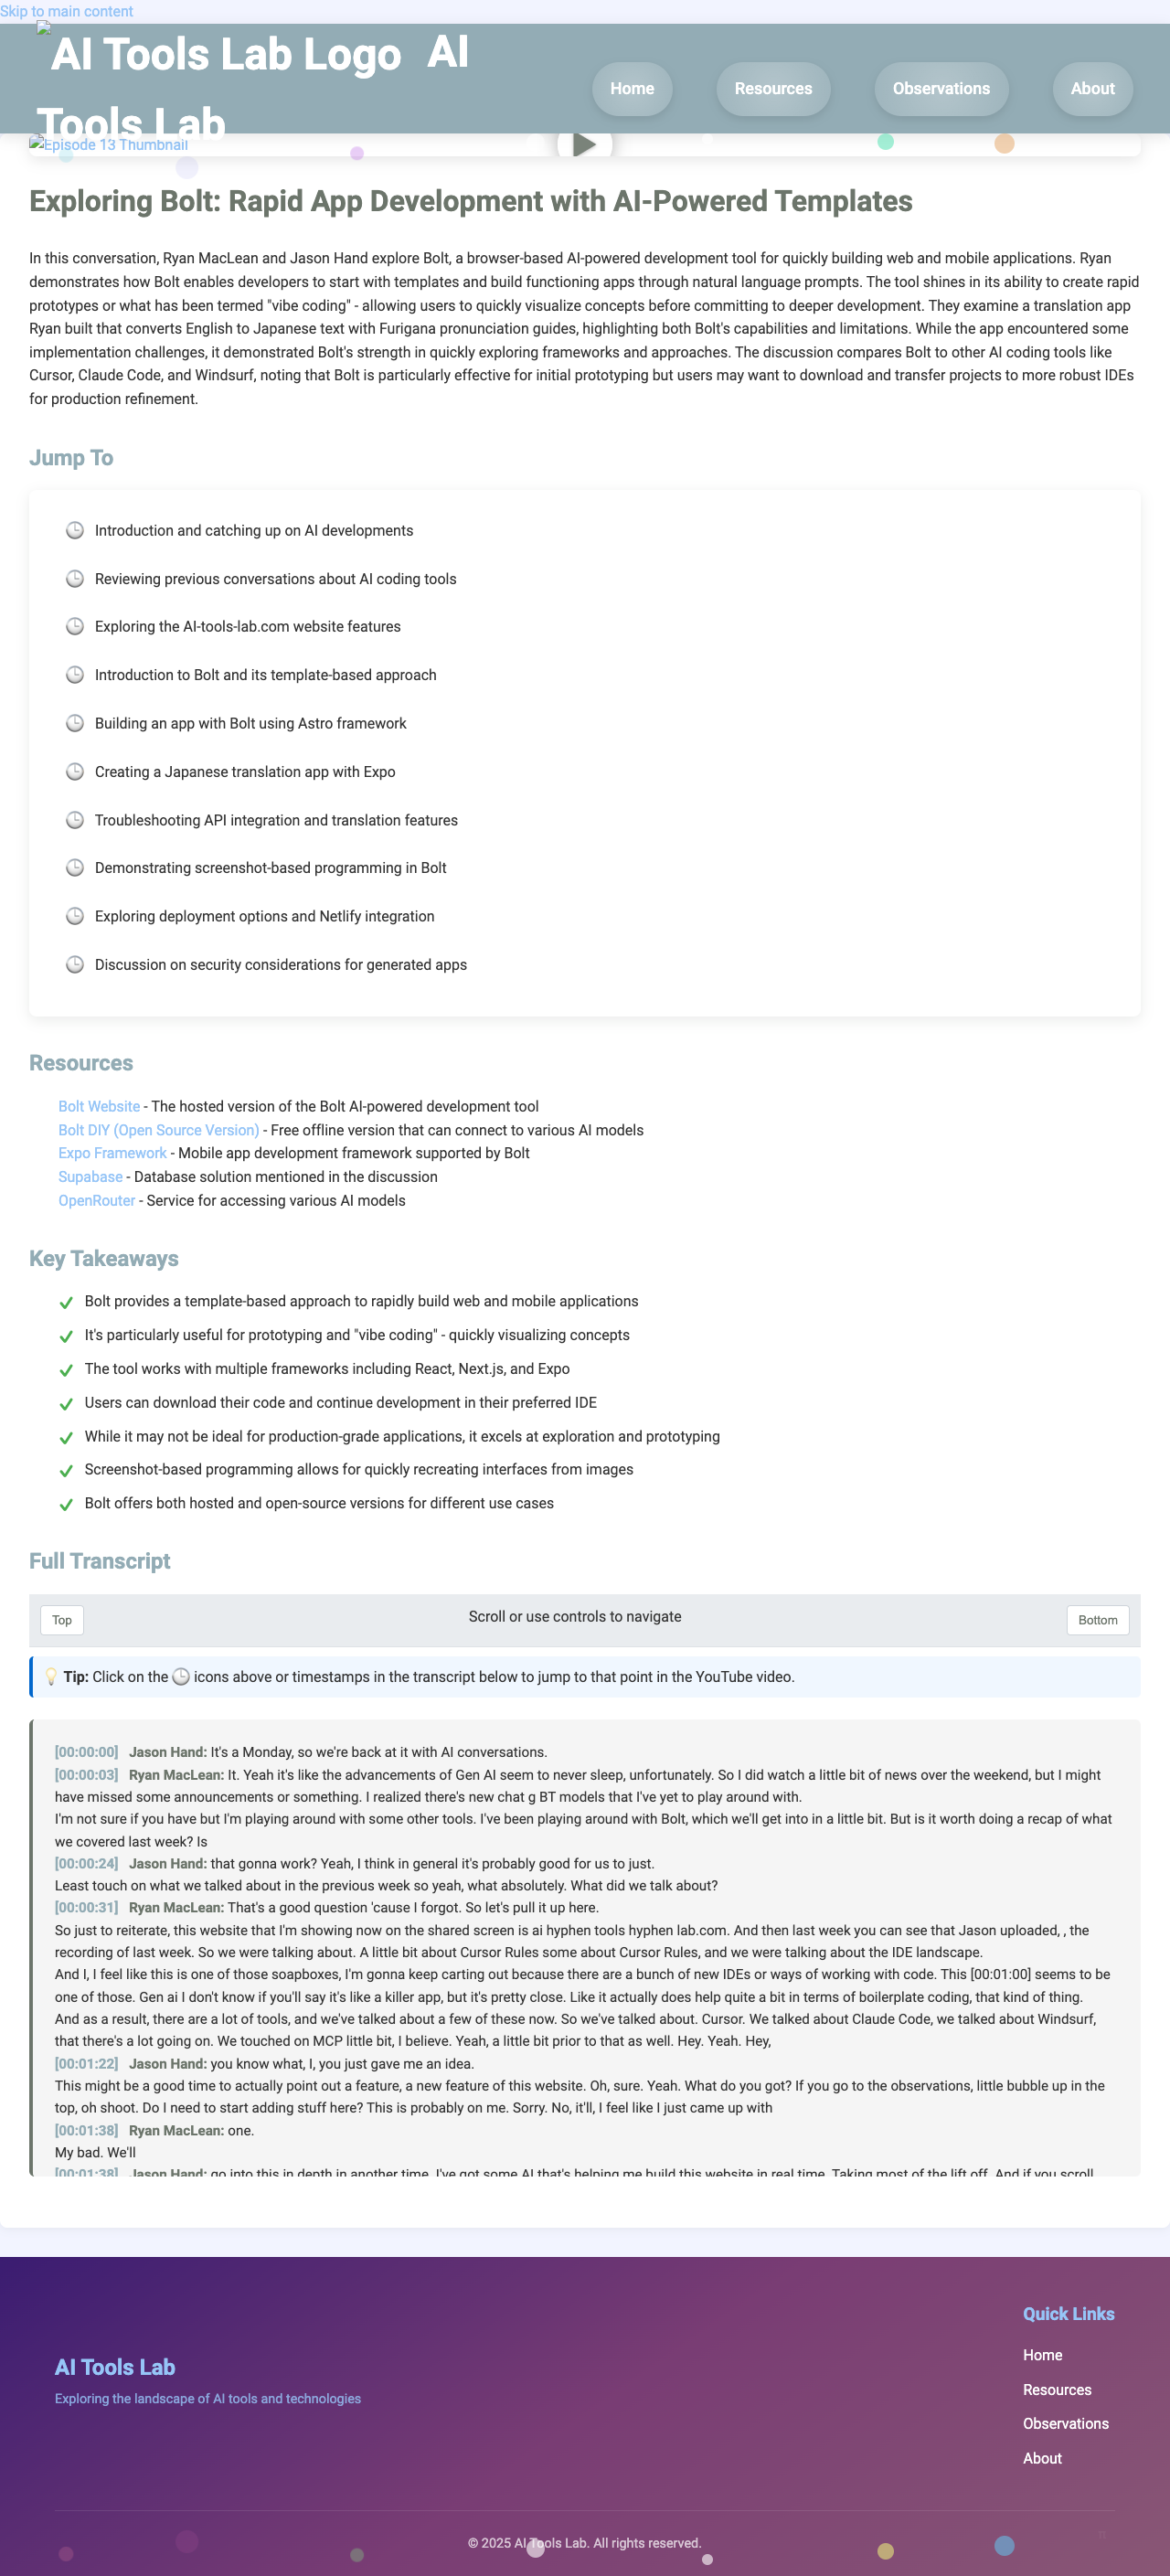 Skip to main content
AI Tools Lab Logo AI
Tools Lab
Home
Resources
Observations
About
Episode 13 Thumbnail
Exploring Bolt: Rapid App Development with AI-Powered Templates
In this conversation, Ryan MacLean and Jason Hand explore Bolt, a browser-based AI-powered development tool for quickly building web and mobile applications. Ryan
demonstrates how Bolt enables developers to start with templates and build functioning apps through natural language prompts. The tool shines in its ability to create rapid
prototypes or what has been termed "vibe coding" - allowing users to quickly visualize concepts before committing to deeper development. They examine a translation app
Ryan built that converts English to Japanese text with Furigana pronunciation guides, highlighting both Bolt's capabilities and limitations. While the app encountered some
implementation challenges, it demonstrated Bolt's strength in quickly exploring frameworks and approaches. The discussion compares Bolt to other AI coding tools like
Cursor, Claude Code, and Windsurf, noting that Bolt is particularly effective for initial prototyping but users may want to download and transfer projects to more robust IDEs
for production refinement.
Jump To
Introduction and catching up on AI developments
Reviewing previous conversations about AI coding tools
Exploring the AI-tools-lab.com website features
Introduction to Bolt and its template-based approach
Building an app with Bolt using Astro framework
Creating a Japanese translation app with Expo
Troubleshooting API integration and translation features
Demonstrating screenshot-based programming in Bolt
Exploring deployment options and Netlify integration
Discussion on security considerations for generated apps
Resources
Bolt Website - The hosted version of the Bolt AI-powered development tool
Bolt DIY (Open Source Version) - Free offline version that can connect to various AI models
Expo Framework - Mobile app development framework supported by Bolt
Supabase - Database solution mentioned in the discussion
OpenRouter - Service for accessing various AI models
Key Takeaways
Bolt provides a template-based approach to rapidly build web and mobile applications
It's particularly useful for prototyping and "vibe coding" - quickly visualizing concepts
The tool works with multiple frameworks including React, Next.js, and Expo
Users can download their code and continue development in their preferred IDE
While it may not be ideal for production-grade applications, it excels at exploration and prototyping
Screenshot-based programming allows for quickly recreating interfaces from images
Bolt offers both hosted and open-source versions for different use cases
Full Transcript
Top
Scroll or use controls to navigate
Bottom
Tip: Click on the icons above or timestamps in the transcript below to jump to that point in the YouTube video.
[00:00:00] Jason Hand: It's a Monday, so we're back at it with AI conversations.
[00:00:03] Ryan MacLean: It. Yeah it's like the advancements of Gen AI seem to never sleep, unfortunately. So I did watch a little bit of news over the weekend, but I might
have missed some announcements or something. I realized there's new chat g BT models that I've yet to play around with.
I'm not sure if you have but I'm playing around with some other tools. I've been playing around with Bolt, which we'll get into in a little bit. But is it worth doing a recap of what
we covered last week? Is
[00:00:24] Jason Hand: that gonna work? Yeah, I think in general it's probably good for us to just.
Least touch on what we talked about in the previous week so yeah, what absolutely. What did we talk about?
[00:00:31] Ryan MacLean: That's a good question 'cause I forgot. So let's pull it up here.
So just to reiterate, this website that I'm showing now on the shared screen is ai hyphen tools hyphen lab.com. And then last week you can see that Jason uploaded, , the
recording of last week. So we were talking about. A little bit about Cursor Rules some about Cursor Rules, and we were talking about the IDE landscape.
And I, I feel like this is one of those soapboxes, I'm gonna keep carting out because there are a bunch of new IDEs or ways of working with code. This [00:01:00] seems to be
one of those. Gen ai I don't know if you'll say it's like a killer app, but it's pretty close. Like it actually does help quite a bit in terms of boilerplate coding, that kind of thing.
And as a result, there are a lot of tools, and we've talked about a few of these now. So we've talked about. Cursor. We talked about Claude Code, we talked about Windsurf,
that there's a lot going on. We touched on MCP little bit, I believe. Yeah, a little bit prior to that as well. Hey. Yeah. Hey,
[00:01:22] Jason Hand: you know what, I, you just gave me an idea.
This might be a good time to actually point out a feature, a new feature of this website. Oh, sure. Yeah. What do you got? If you go to the observations, little bubble up in the
top, oh shoot. Do I need to start adding stuff here? This is probably on me. Sorry. No, it'll, I feel like I just came up with
[00:01:38] Ryan MacLean: one.
My bad. We'll
[00:01:38] Jason Hand: go into this in depth in another time. I've got some AI that's helping me build this website in real time. Taking most of the lift off. And if you scroll
Quick Links
AI Tools Lab
Exploring the landscape of AI tools and technologies
Home
Resources
Observations
About
© 2025 AI Tools Lab. All rights reserved.